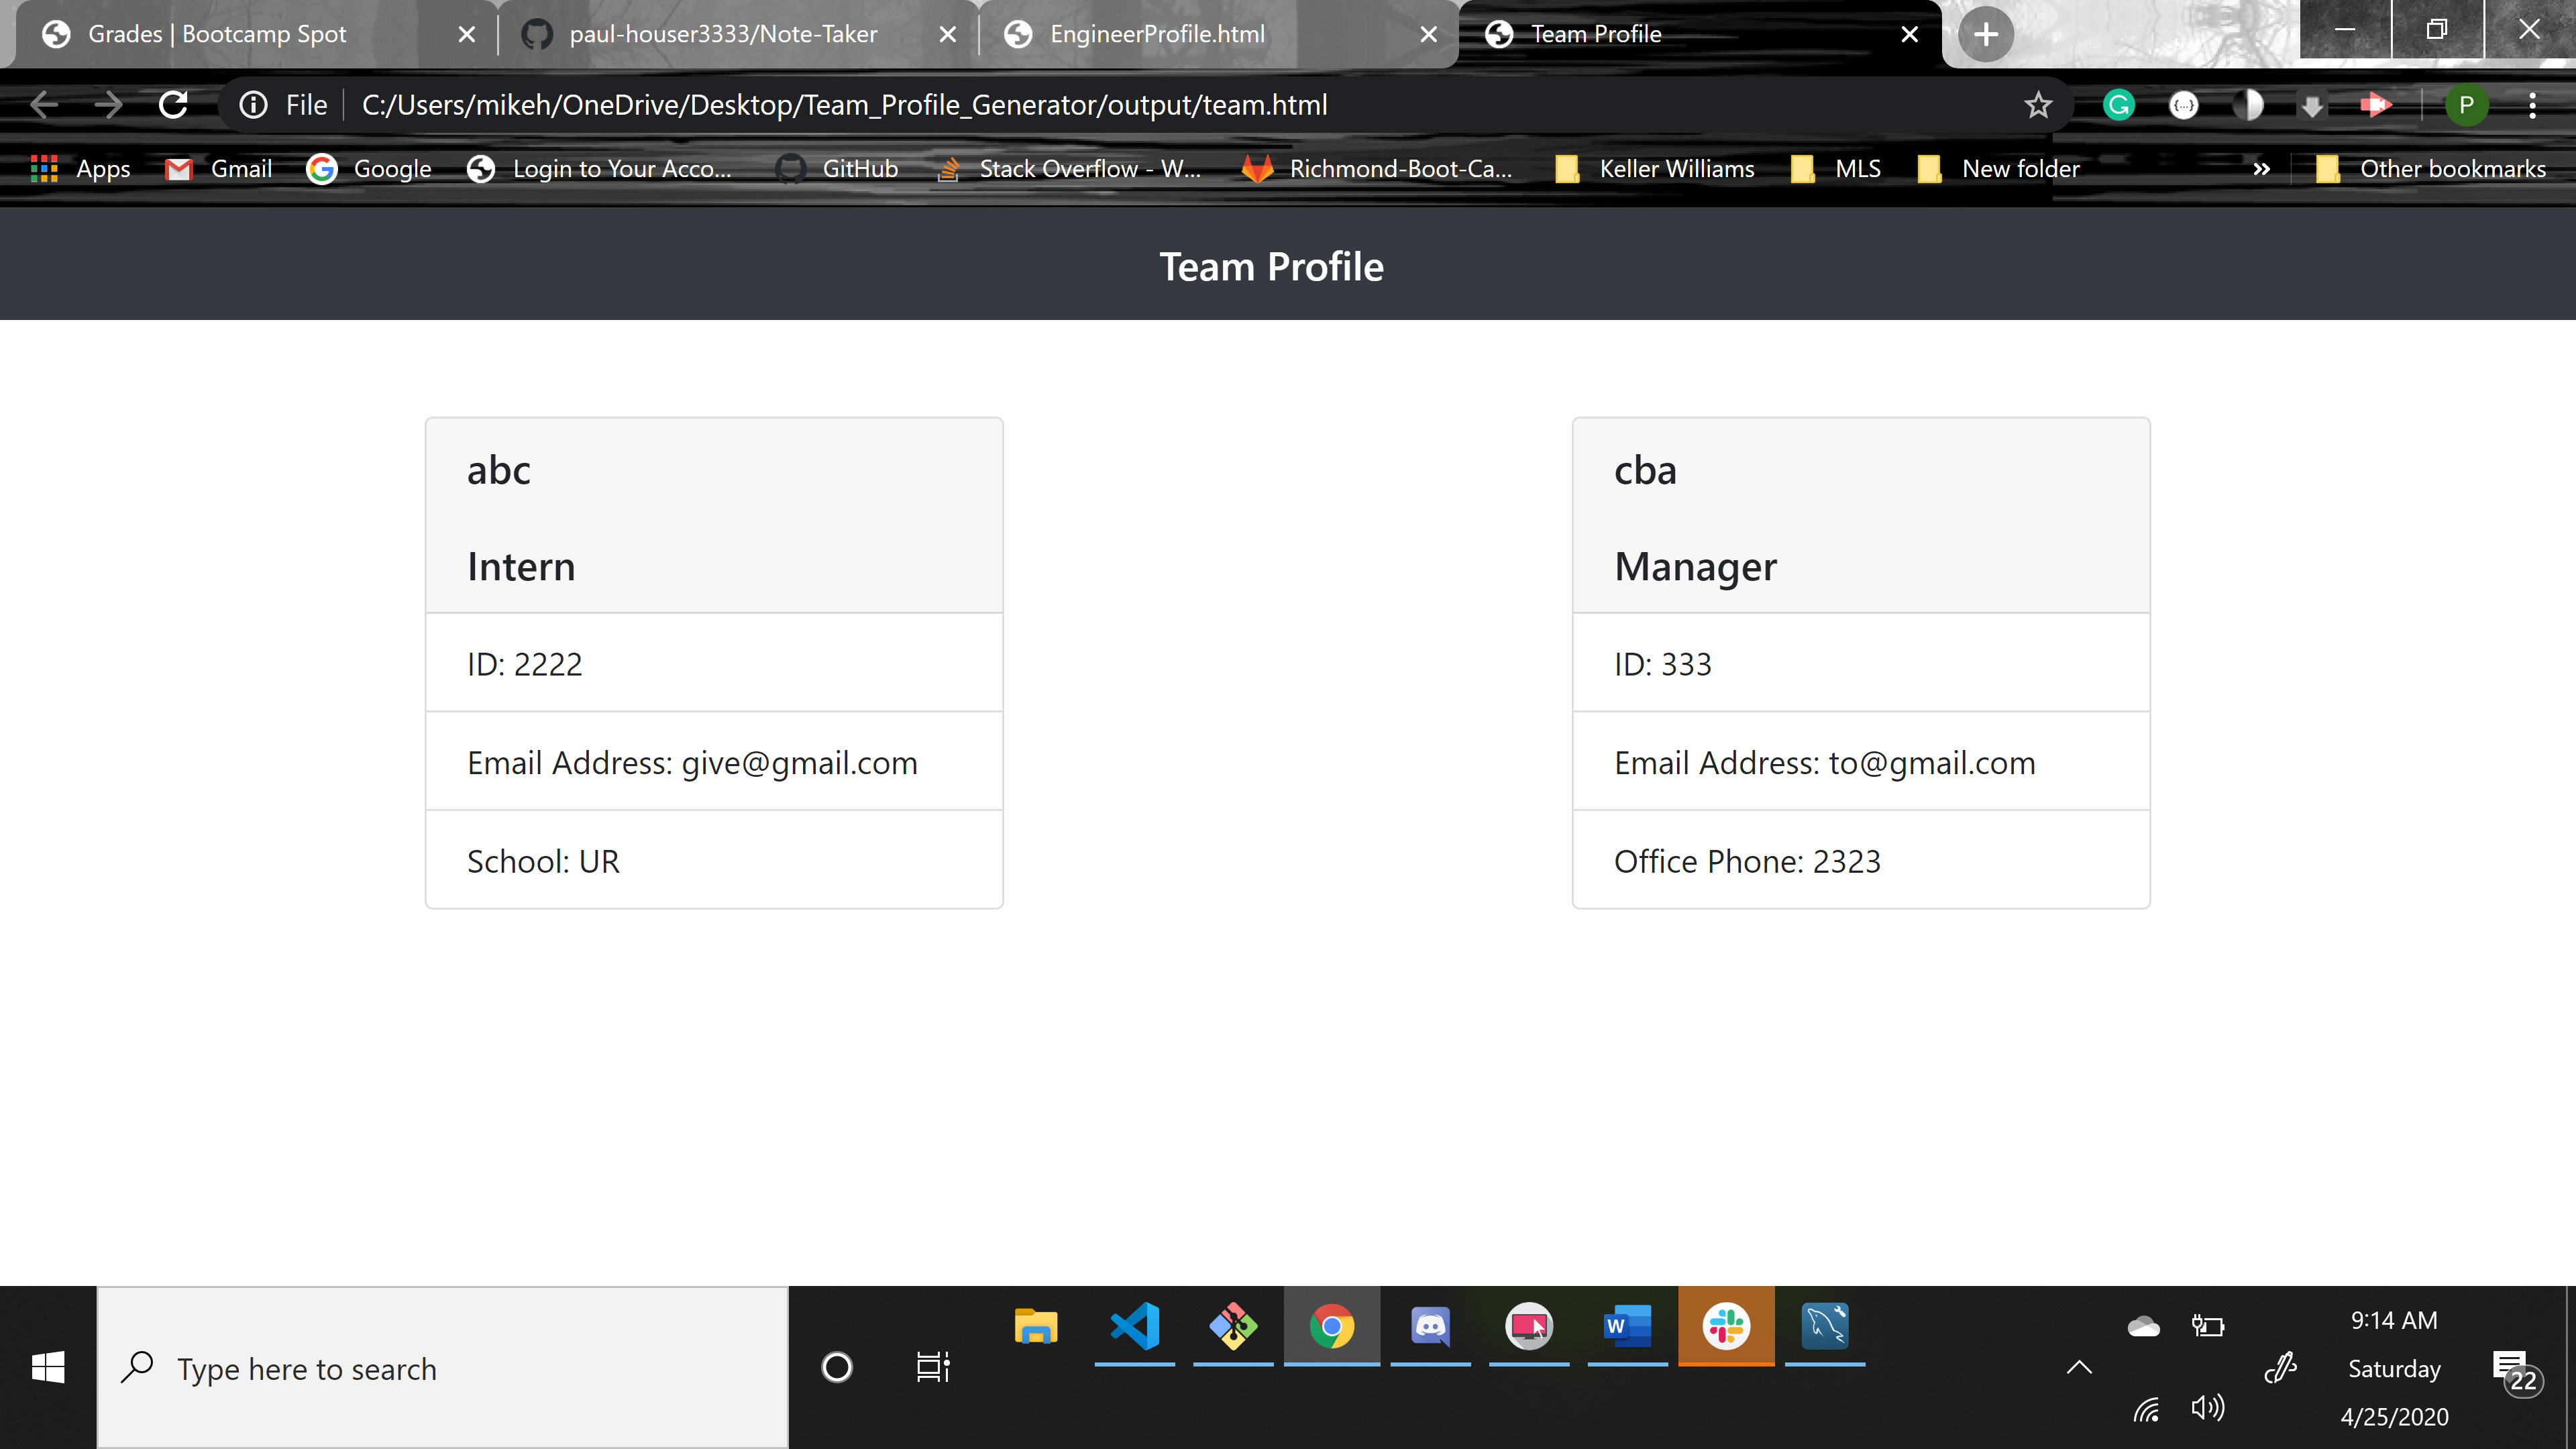 Grades | Bootcamp Spot
paul-houser3333/Note-Taker
EngineerProfile.html
Team Profile
File
C:/Users/mikeh/OneDrive/Desktop/Team_Profile_Generator/output/team.html
P
Apps
Gmail
Google
Login to Your Acco...
GitHub
Stack Overflow - W...
Richmond-Boot-Ca...
Keller Williams
MLS
New folder
»
Other bookmarks
Team Profile
abc
Intern
ID: 2222
Email Address: give@gmail.com
School: UR
cba
Manager
ID: 333
Email Address: to@gmail.com
Office Phone: 2323
Type here to search
9:14 AM
Saturday
4/25/2020
22